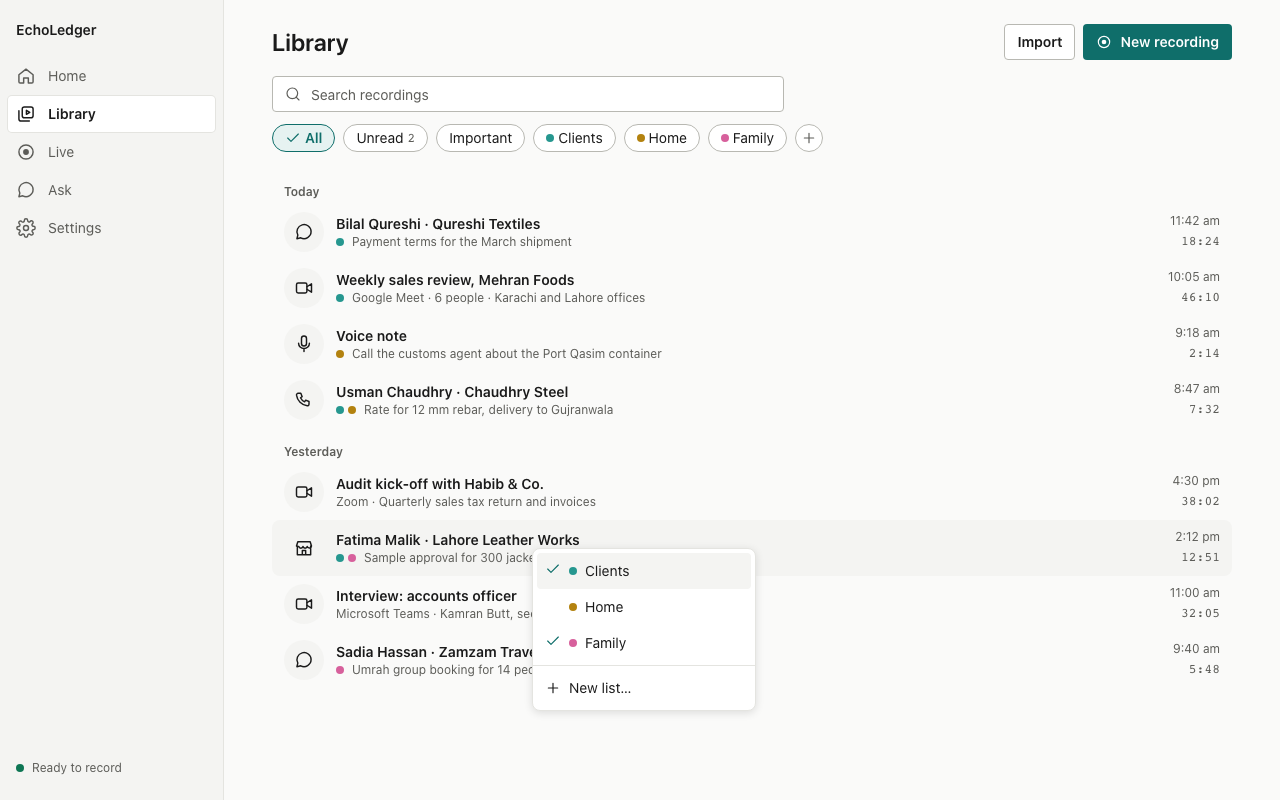 EchoLedger
Home
Library
Live
Ask
Settings
Ready to record
Library
Import
New recording
Search recordings
All
Unread 2
Important
Clients
Home
Family
Today
Bilal Qureshi · Qureshi Textiles
11:42 am
Payment terms for the March shipment
18:24
Weekly sales review, Mehran Foods
10:05 am
Google Meet · 6 people · Karachi and Lahore offices
46:10
Voice note
9:18 am
Call the customs agent about the Port Qasim container
2:14
Usman Chaudhry · Chaudhry Steel
8:47 am
Rate for 12 mm rebar, delivery to Gujranwala
7:32
Yesterday
Audit kick-off with Habib & Co.
4:30 pm
Zoom · Quarterly sales tax return and invoices
38:02
Fatima Malik · Lahore Leather Works
2:12 pm
Sample approval for 300
12:51
Interview: accounts officer
11:00 am
Microsoft Teams · Kamran Butt,
32:05
Sadia Hassan · Zamzam
9:40 am
Umrah group booking for 14
5:48
Clients
Home
Family
New list...